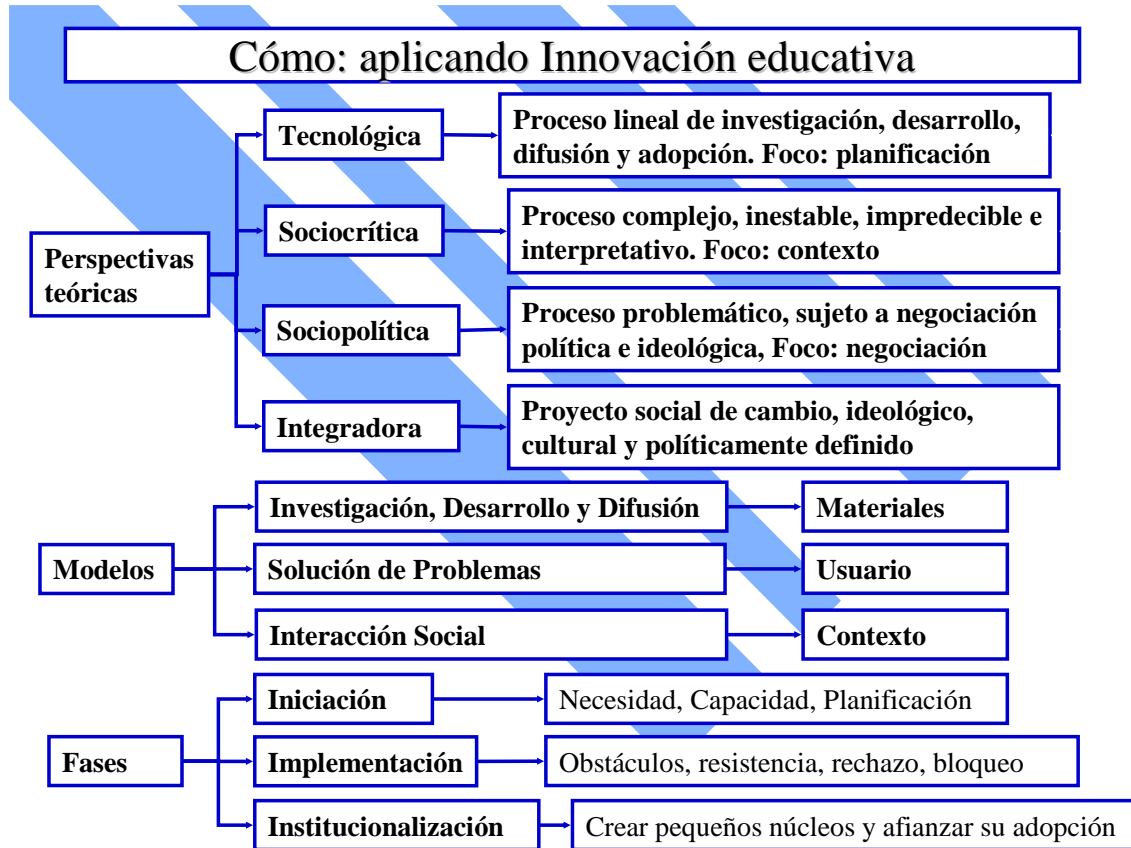 Cómo: aplicando Innovación educativa
Perspectivas
teóricas
Tecnológica
Proceso lineal de investigación, desarrollo,
difusión y adopción. Foco: planificación
Sociocrítica
Proceso complejo, inestable, impredecible e
interpretativo. Foco: contexto
Sociopolítica
Proceso problemático, sujeto a negociación
política e ideológica, Foco: negociación
Integradora
Proyecto social de cambio, ideológico,
cultural y políticamente definido
Modelos
Investigación, Desarrollo y Difusión
Materiales
Solución de Problemas
Usuario
Interacción Social
Contexto
Fases
Iniciación
Necesidad, Capacidad, Planificación
Implementación
Obstáculos, resistencia, rechazo, bloqueo
Institucionalización
Crear pequeños núcleos y afianzar su adopción